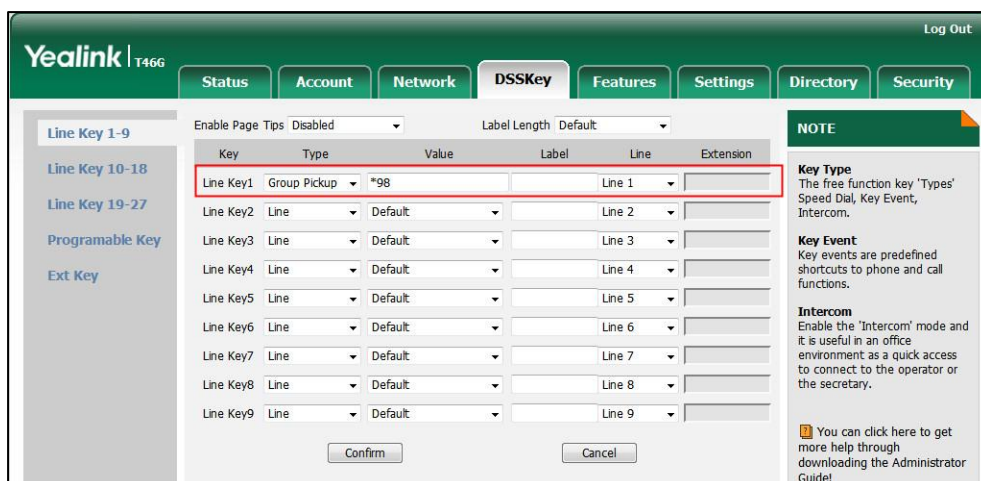 Log Out
Yealink T46G
Status Account Network DSSKey Features Settings Directory Security
Line Key 1-9
Line Key 10-18
Line Key 19-27
Programable Key
Ext Key
Enable Page Tips Disabled Label Length Default
Key Type Value Label Line Extension
Line Key1 Group Pickup *98 Line 1
Line Key2 Line Default Line 2
Line Key3 Line Default Line 3
Line Key4 Line Default Line 4
Line Key5 Line Default Line 5
Line Key6 Line Default Line 6
Line Key7 Line Default Line 7
Line Key8 Line Default Line 8
Line Key9 Line Default Line 9
Confirm Cancel
NOTE
Key Type
The free function key 'Types'
Speed Dial, Key Event,
Intercom.
Key Event
Key events are predefined
shortcuts to phone and call
functions.
Intercom
Enable the 'Intercom' mode and
it is useful in an office
environment as a quick access
to connect to the operator or
the secretary.
? You can click here to get
more help through
downloading the Administrator
Guide!